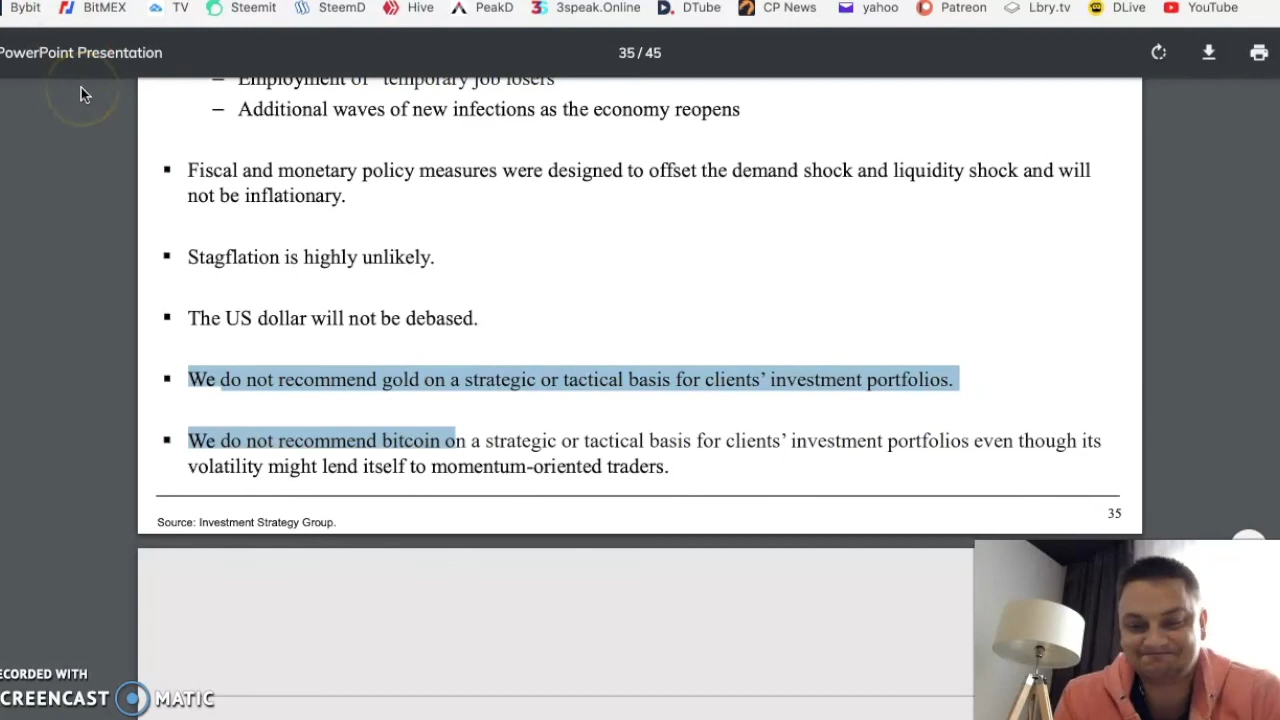 Bybit BitMEX TV Steemit SteemD Hive PeakD 3speak.Online DTube CP News yahoo Patreon Lbry.tv DLive YouTube
PowerPoint Presentation 35 / 45
– Employment of "temporary job losers"
– Additional waves of new infections as the economy reopens
▪ Fiscal and monetary policy measures were designed to offset the demand shock and liquidity shock and will
not be inflationary.
▪ Stagflation is highly unlikely.
▪ The US dollar will not be debased.
▪ We do not recommend gold on a strategic or tactical basis for clients’ investment portfolios.
▪ We do not recommend bitcoin on a strategic or tactical basis for clients’ investment portfolios even though its
volatility might lend itself to momentum-oriented traders.
35
Source: Investment Strategy Group.
ECORDED WITH
CREENCAST MATIC